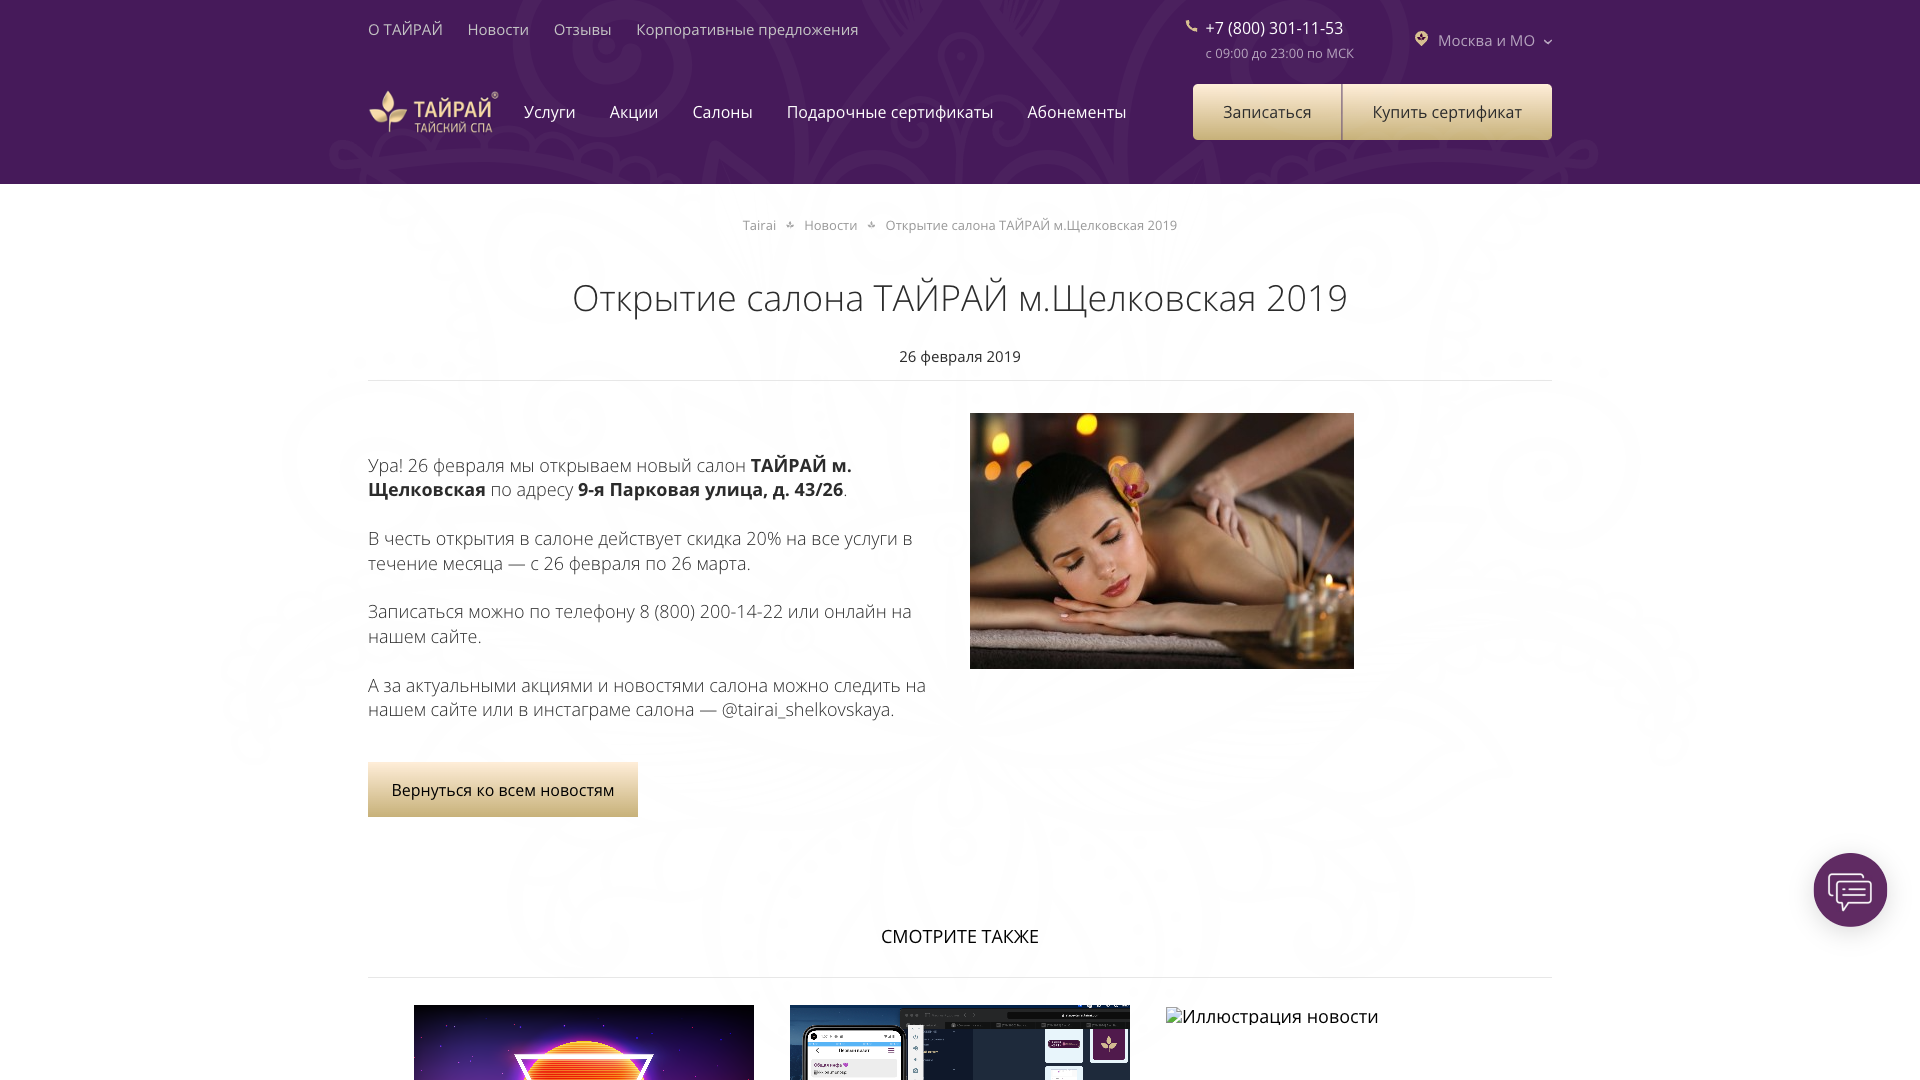 О ТАЙРАЙ Новости Отзывы Корпоративные предложения
+7 (800) 301-11-53
с 09:00 до 23:00 по МСК
Москва и МО
ТАЙРАЙ®
ТАЙСКИЙ СПА
Услуги Акции Салоны Подарочные сертификаты Абонементы
Записаться Купить сертификат
Tairai Новости Открытие салона ТАЙРАЙ м.Щелковская 2019
Открытие салона ТАЙРАЙ м.Щелковская 2019
26 февраля 2019
Ура! 26 февраля мы открываем новый салон ТАЙРАЙ м.
Щелковская по адресу 9-я Парковая улица, д. 43/26.
В честь открытия в салоне действует скидка 20% на все услуги в
течение месяца — с 26 февраля по 26 марта.
Записаться можно по телефону 8 (800) 200-14-22 или онлайн на
нашем сайте.
А за актуальными акциями и новостями салона можно следить на
нашем сайте или в инстаграме салона — @tairai_shelkovskaya.
Вернуться ко всем новостям
СМОТРИТЕ ТАКЖЕ
Иллюстрация новости